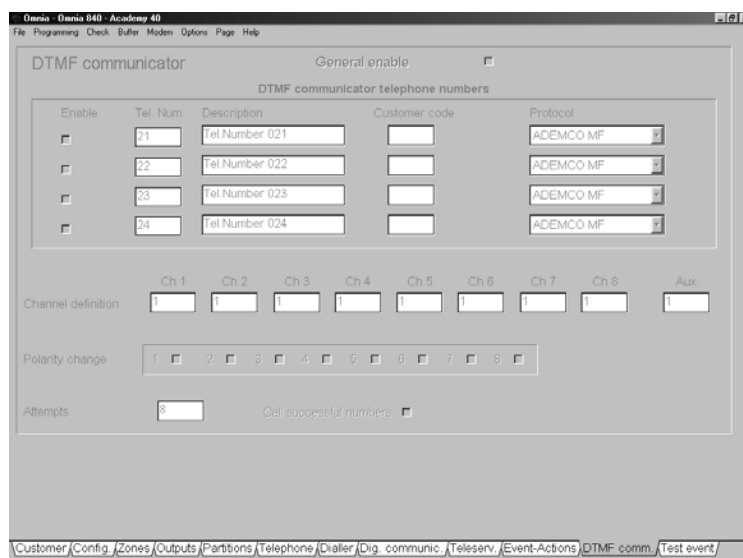 Omnia - Omnia 840 - Academy 40
File Programming Check Buffer Modem Options Page Help
DTMF communicator General enable
DTMF communicator telephone numbers
Enable Tel. Num. Description Customer code Protocol
21 Tel.Number 021 ADEMCO MF
22 Tel.Number 022 ADEMCO MF
23 Tel.Number 023 ADEMCO MF
24 Tel.Number 024 ADEMCO MF
Ch 1 Ch 2 Ch 3 Ch 4 Ch 5 Ch 6 Ch 7 Ch 8 Aux.
Channel definition 1 1 1 1 1 1 1 1 1
Polarity change 1 2 3 4 5 6 7 8
Attempts 8 Call successful numbers
Customer Config. Zones Outputs Partitions Telephone Dialler Dig. communic. Teleserv. Event-Actions DTMF comm. Test event